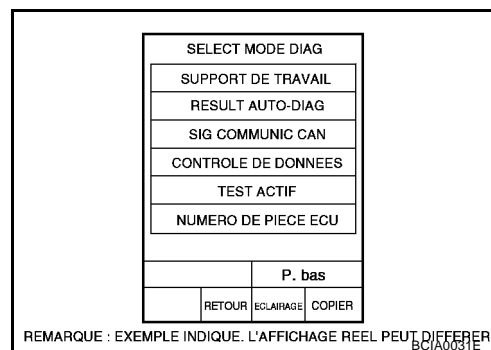 SELECT MODE DIAG
SUPPORT DE TRAVAIL
RESULT AUTO-DIAG
SIG COMMUNIC CAN
CONTROLE DE DONNEES
TEST ACTIF
NUMERO DE PIECE ECU
P. bas
RETOUR ECLAIRAGE COPIER
REMARQUE : EXEMPLE INDIQUE. L'AFFICHAGE REEL PEUT DIFFERER
BCIA0031E